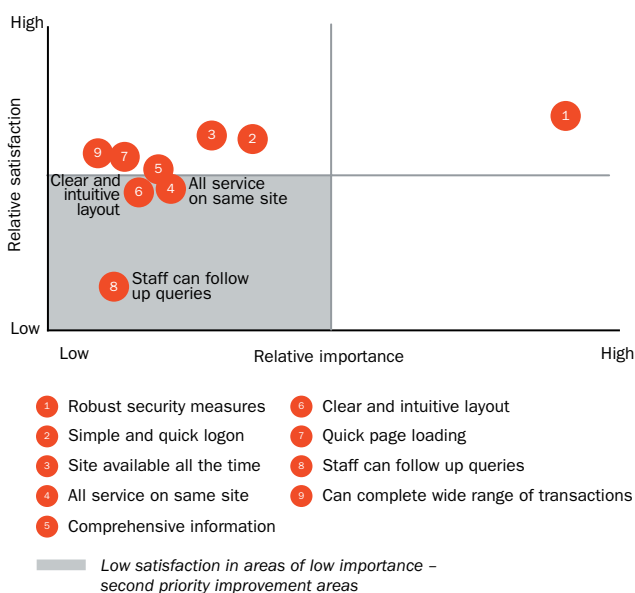 High
Relative satisfaction
1
3
2
9
7
5
Clear and
intuitive
layout
6
4
All service
on same site
8
Staff can follow
up queries
Low
Low
Relative importance
High
1 Robust security measures
2 Simple and quick logon
3 Site available all the time
4 All service on same site
5 Comprehensive information
6 Clear and intuitive layout
7 Quick page loading
8 Staff can follow up queries
9 Can complete wide range of transactions
Low satisfaction in areas of low importance –
second priority improvement areas